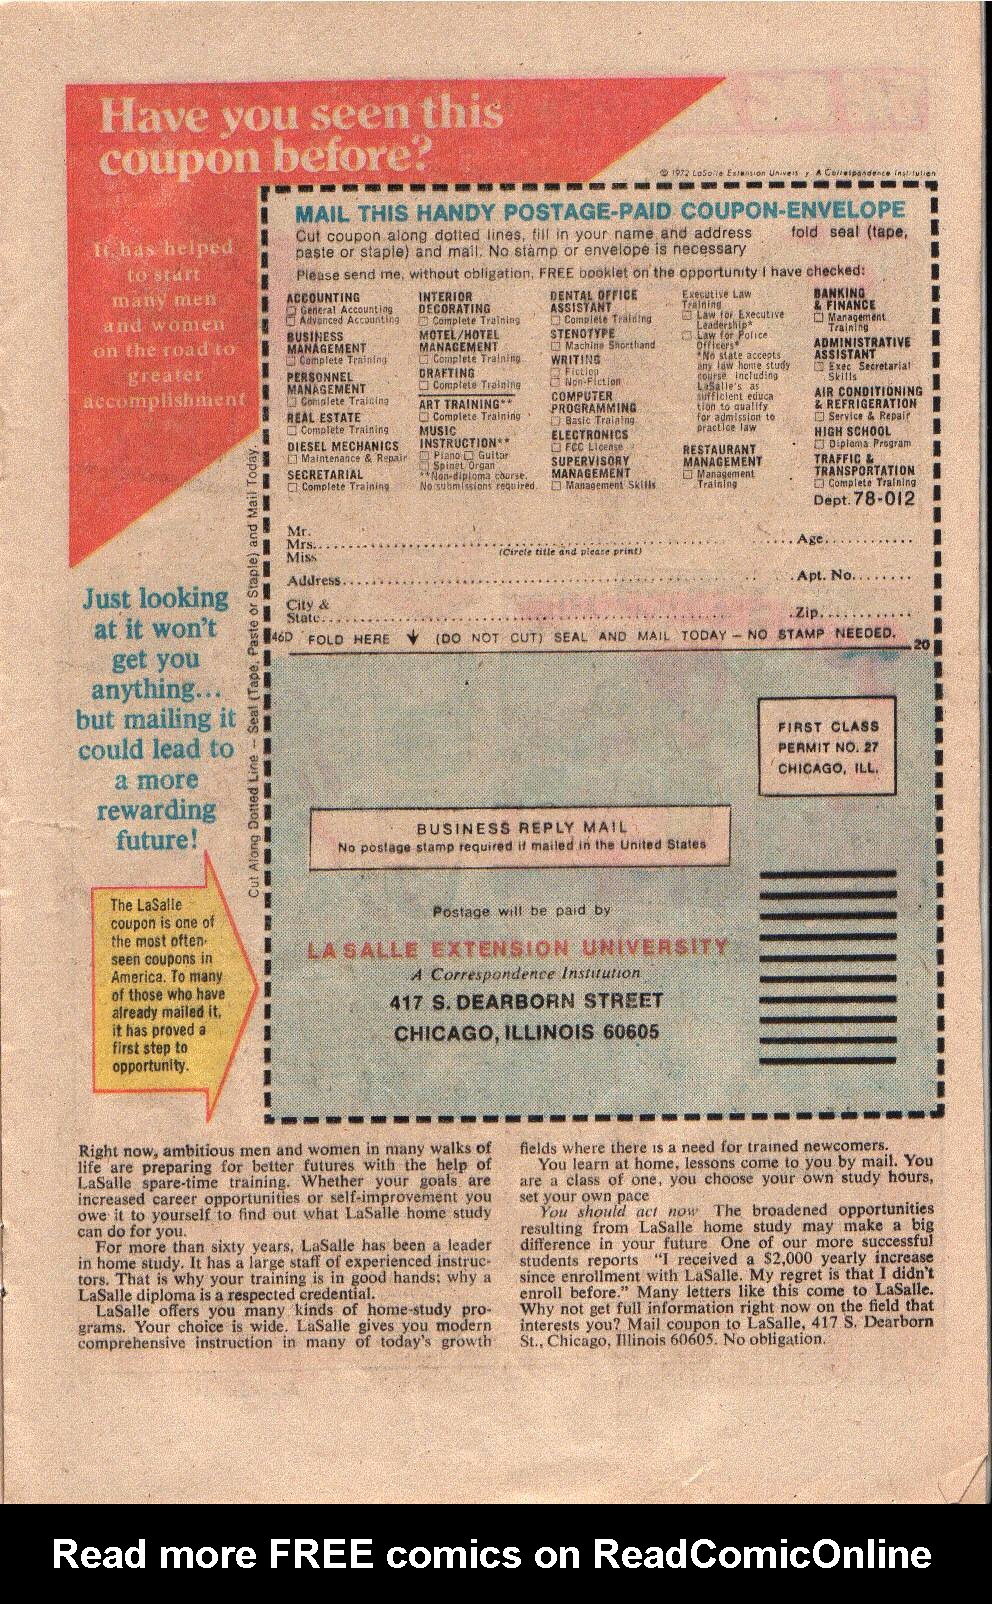 Have you seen this
coupon before?
© 1972 LaSalle Extension Univers y A Correspondence Institution
It has helped
to start
many men
and women
on the road to
greater
accomplishment
MAIL THIS HANDY POSTAGE-PAID COUPON-ENVELOPE
Cut coupon along dotted lines, fill in your name and address fold seal (tape,
paste or staple) and mail. No stamp or envelope is necessary
Please send me, without obligation, FREE booklet on the opportunity I have checked:
ACCOUNTING
☐ General Accounting
☐ Advanced Accounting
BUSINESS
MANAGEMENT
☐ Complete Training
PERSONNEL
MANAGEMENT
☐ Complete Training
REAL ESTATE
☐ Complete Training
DIESEL MECHANICS
☐ Maintenance & Repair
SECRETARIAL
☐ Complete Training
INTERIOR
DECORATING
☐ Complete Training
MOTEL/HOTEL
MANAGEMENT
☐ Complete Training
DRAFTING
☐ Complete Training
ART TRAINING**
☐ Complete Training
MUSIC
INSTRUCTION**
☐ Piano ☐ Guitar
☐ Spinet Organ
**Non-diploma course.
No submissions required.
DENTAL OFFICE
ASSISTANT
☐ Complete Training
STENOTYPE
☐ Machine Shorthand
WRITING
☐ Fiction
☐ Non-Fiction
COMPUTER
PROGRAMMING
☐ Basic Training
ELECTRONICS
☐ FCC License
SUPERVISORY
MANAGEMENT
☐ Management Skills
Executive Law
Training
☐ Law for Executive
Leadership*
☐ Law for Police
Officers*
*No state accepts
any law home study
course including
LaSalle's as
sufficient educa
tion to qualify
for admission to
practice law
RESTAURANT
MANAGEMENT
☐ Management
Training
BANKING
& FINANCE
☐ Management
Training
ADMINISTRATIVE
ASSISTANT
☐ Exec Secretarial
Skills
AIR CONDITIONING
& REFRIGERATION
☐ Service & Repair
HIGH SCHOOL
☐ Diploma Program
TRAFFIC &
TRANSPORTATION
☐ Complete Training
Dept. 78-012
Mr.
Mrs. Age
Miss (Circle title and please print)
Address Apt. No.
City &
State Zip
46D FOLD HERE ↓ (DO NOT CUT) SEAL AND MAIL TODAY – NO STAMP NEEDED. 20
Cut Along Dotted Line – Seal (Tape, Paste or Staple) and Mail Today.
Just looking
at it won't
get you
anything...
but mailing it
could lead to
a more
rewarding
future!
The LaSalle
coupon is one of
the most often-
seen coupons in
America. To many
of those who have
already mailed it,
it has proved a
first step to
opportunity.
FIRST CLASS
PERMIT NO. 27
CHICAGO, ILL.
BUSINESS REPLY MAIL
No postage stamp required if mailed in the United States
Postage will be paid by
LA SALLE EXTENSION UNIVERSITY
A Correspondence Institution
417 S. DEARBORN STREET
CHICAGO, ILLINOIS 60605
Right now, ambitious men and women in many walks of
life are preparing for better futures with the help of
LaSalle spare-time training. Whether your goals are
increased career opportunities or self-improvement you
owe it to yourself to find out what LaSalle home study
can do for you.
For more than sixty years, LaSalle has been a leader
in home study. It has a large staff of experienced instruc-
tors. That is why your training is in good hands; why a
LaSalle diploma is a respected credential.
LaSalle offers you many kinds of home-study pro-
grams. Your choice is wide. LaSalle gives you modern
comprehensive instruction in many of today's growth
fields where there is a need for trained newcomers.
You learn at home, lessons come to you by mail. You
are a class of one, you choose your own study hours,
set your own pace
You should act now The broadened opportunities
resulting from LaSalle home study may make a big
difference in your future One of our more successful
students reports "I received a $2,000 yearly increase
since enrollment with LaSalle. My regret is that I didn't
enroll before." Many letters like this come to LaSalle.
Why not get full information right now on the field that
interests you? Mail coupon to LaSalle, 417 S. Dearborn
St., Chicago, Illinois 60605. No obligation.
Read more FREE comics on ReadComicOnline